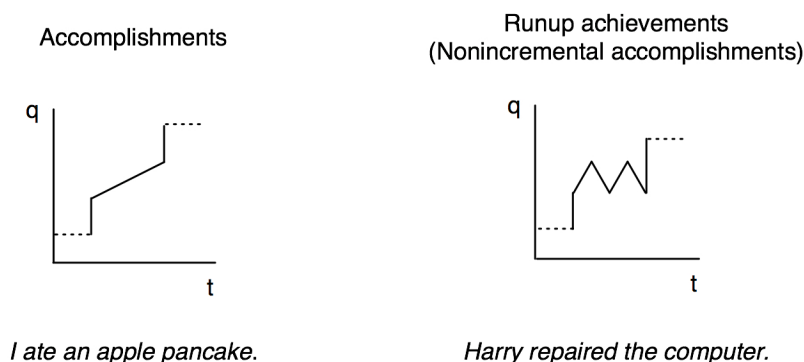 Accomplishments
q
t
I ate an apple pancake.
Runup achievements
(Nonincremental accomplishments)
q
t
Harry repaired the computer.